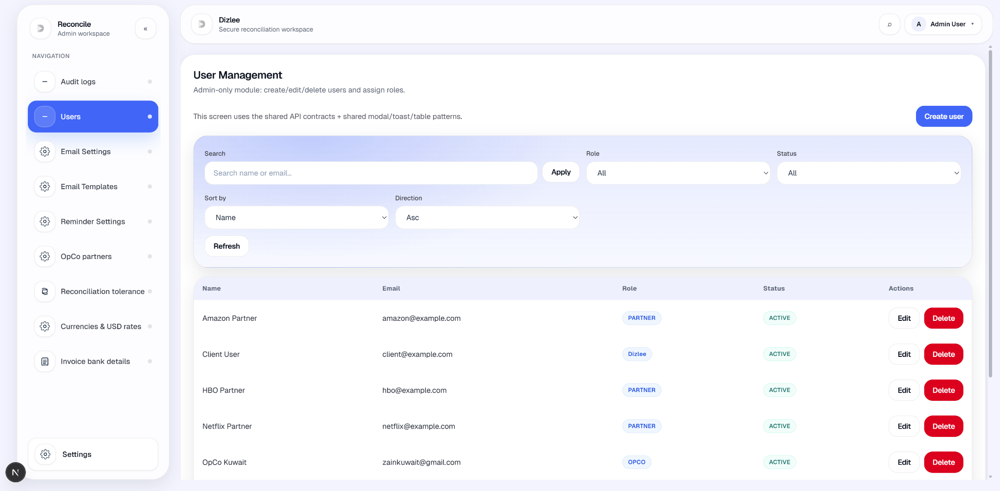 Reconcile
Admin workspace
«
NAVIGATION
Audit logs
Users
Email Settings
Email Templates
Reminder Settings
OpCo partners
Reconciliation tolerance
Currencies & USD rates
Invoice bank details
Settings
N
Dizlee
Secure reconciliation workspace
A Admin User
User Management
Admin-only module: create/edit/delete users and assign roles.
This screen uses the shared API contracts + shared modal/toast/table patterns.
Create user
Search Role Status
Search name or email... Apply All All
Sort by Direction
Name Asc
Refresh
Name Email Role Status Actions
Amazon Partner amazon@example.com PARTNER ACTIVE Edit Delete
Client User client@example.com Dizlee ACTIVE Edit Delete
HBO Partner hbo@example.com PARTNER ACTIVE Edit Delete
Netflix Partner netflix@example.com PARTNER ACTIVE Edit Delete
OpCo Kuwait zainkuwait@gmail.com OPCO ACTIVE Edit Delete